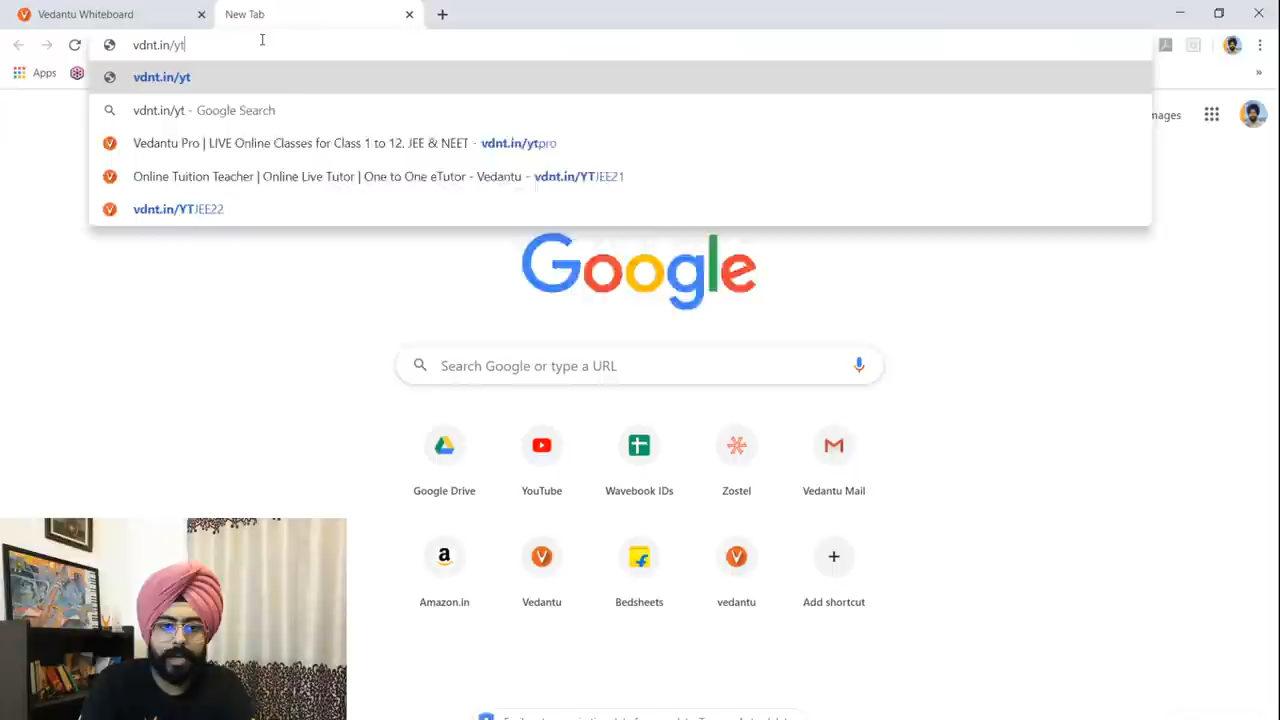 Vedantu Whiteboard
New Tab
vdnt.in/yt
Apps
vdnt.in/yt
vdnt.in/yt - Google Search
Vedantu Pro | LIVE Online Classes for Class 1 to 12, JEE & NEET - vdnt.in/ytpro
Online Tuition Teacher | Online Live Tutor | One to One eTutor - Vedantu - vdnt.in/YTJEE21
vdnt.in/YTJEE22
mages
Google
Search Google or type a URL
Google Drive
YouTube
Wavebook IDs
Zostel
Vedantu Mail
Amazon.in
Vedantu
Bedsheets
vedantu
Add shortcut